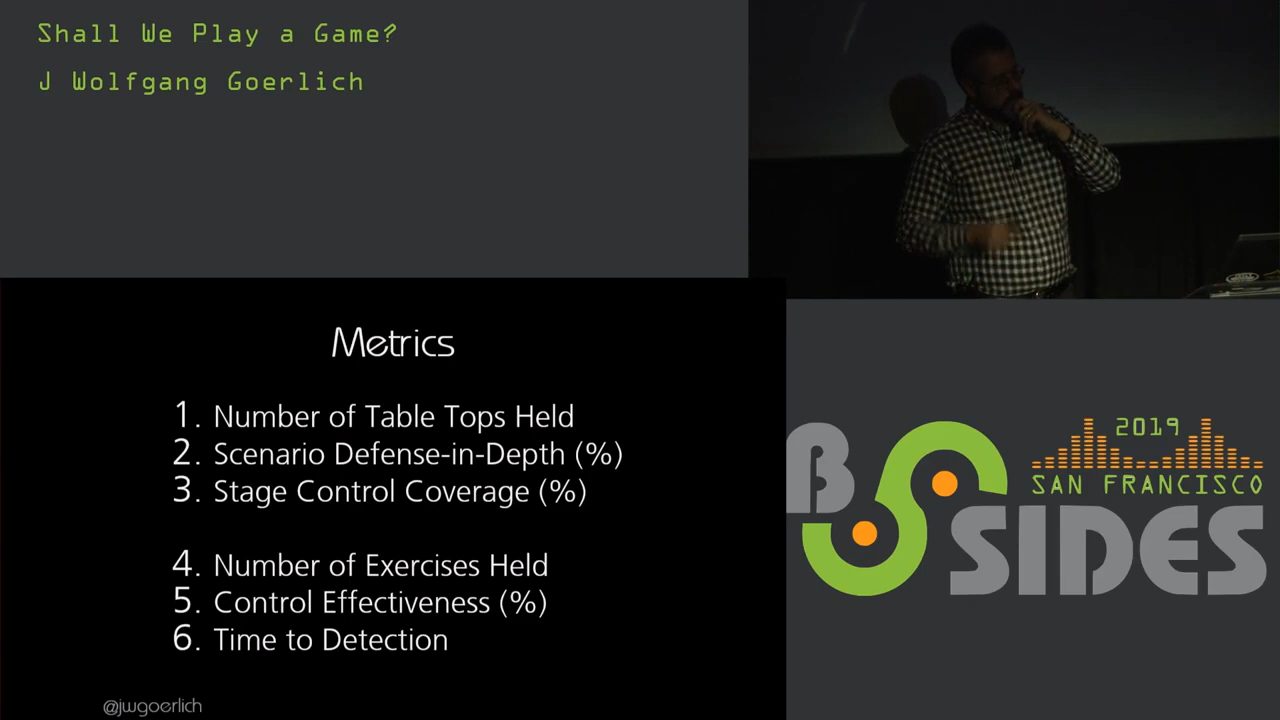 Shall We Play a Game?
J Wolfgang Goerlich
Metrics
1. Number of Table Tops Held
2. Scenario Defense-in-Depth (%)
3. Stage Control Coverage (%)
4. Number of Exercises Held
5. Control Effectiveness (%)
6. Time to Detection
@jwgoerlich
2019
SAN FRANCISCO
B SIDES